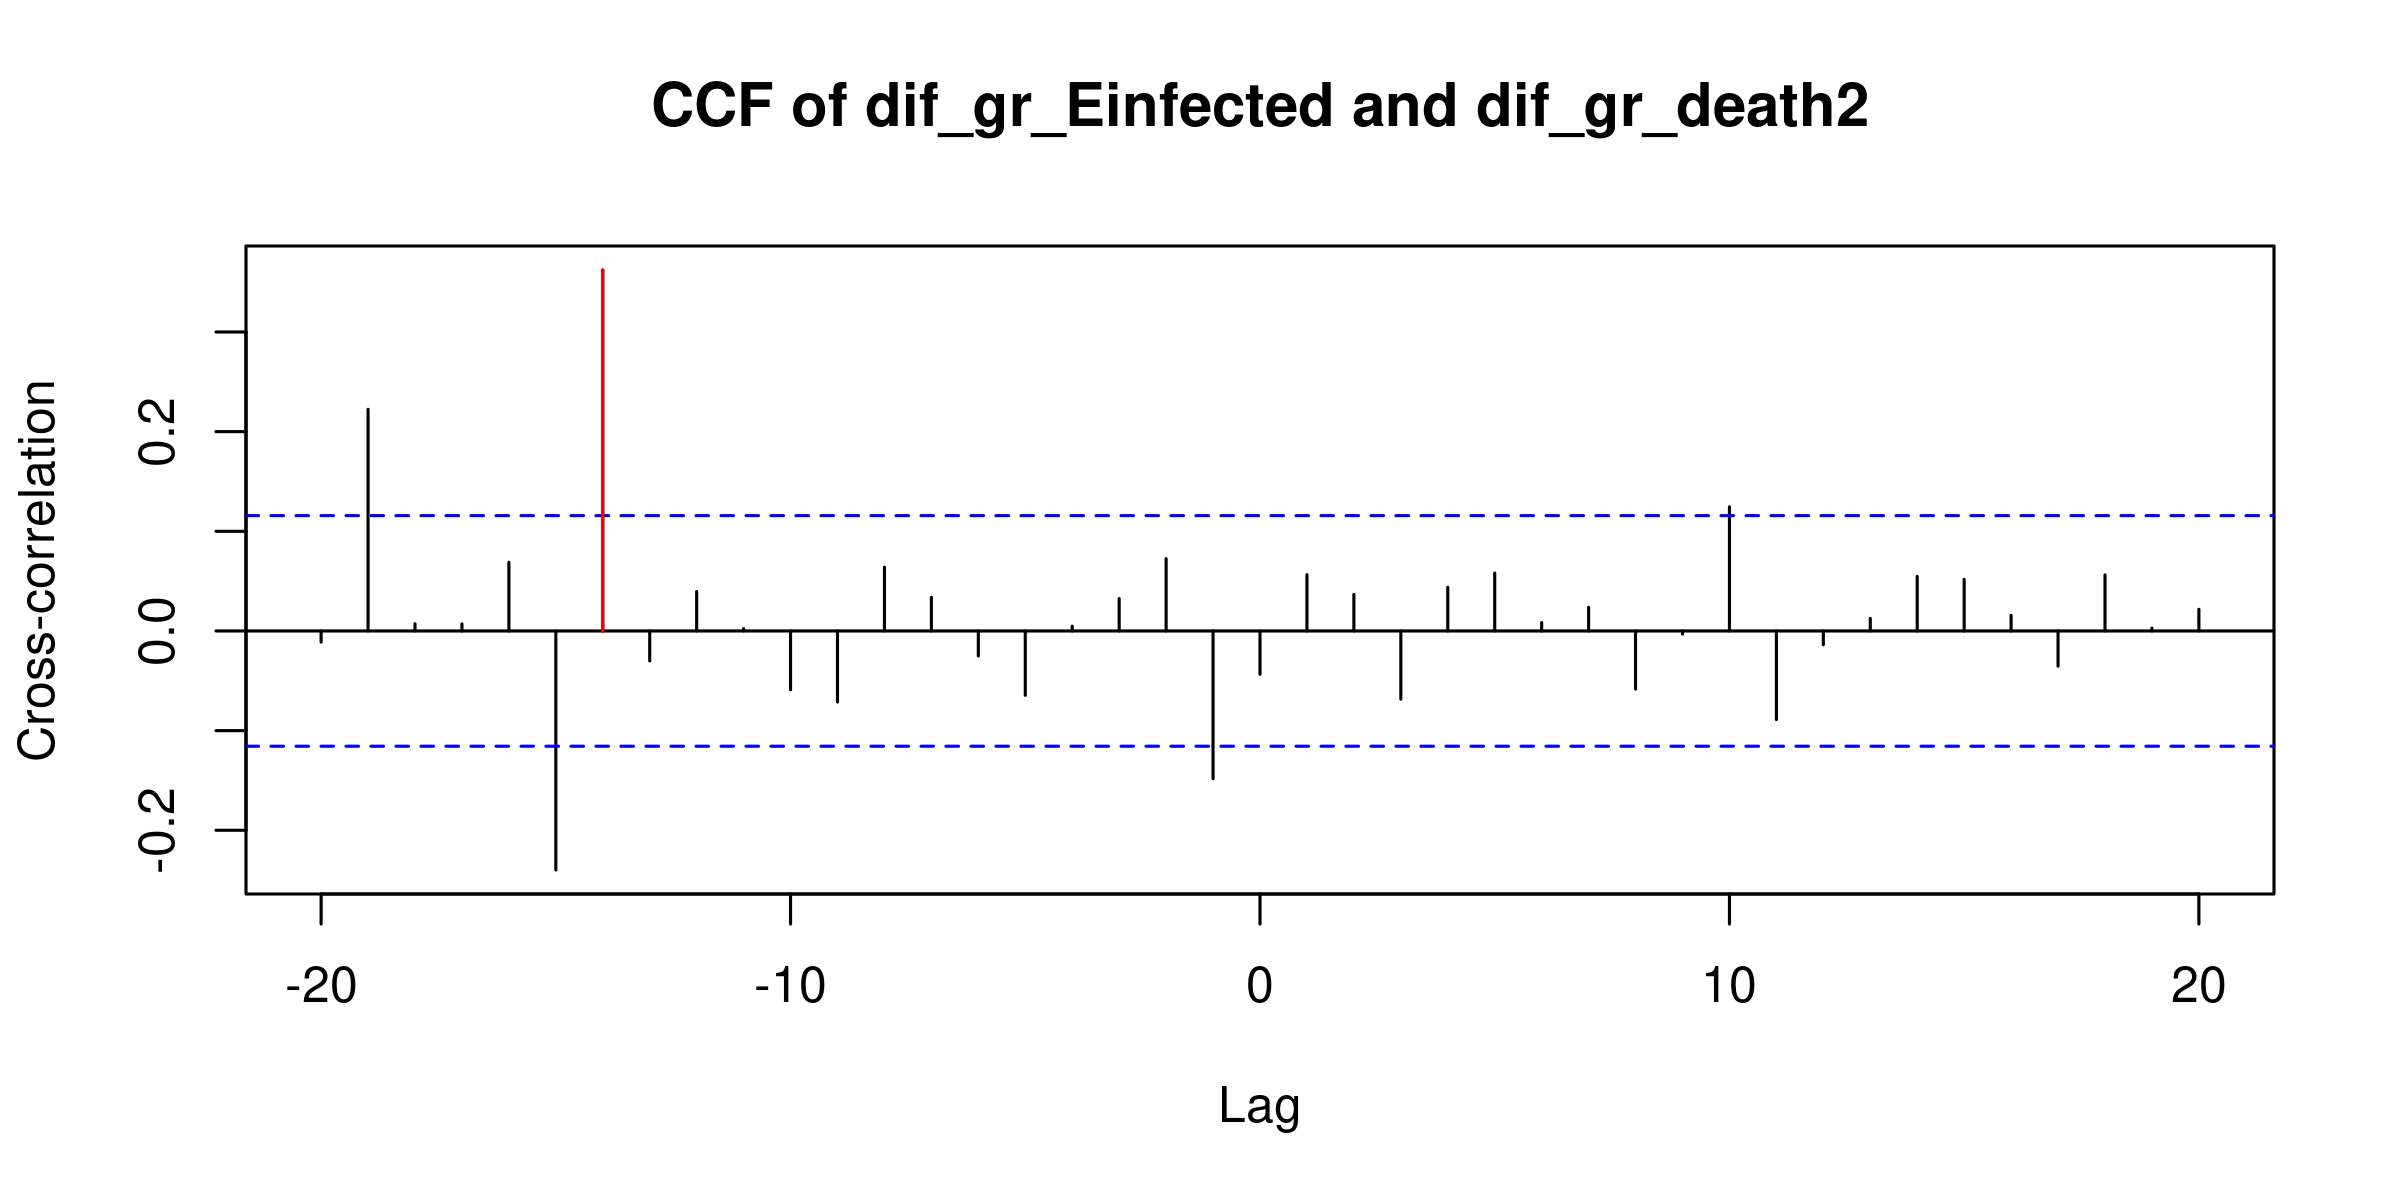 CCF of dif_gr_Einfected and dif_gr_death2
Cross-correlation
0.2
0.0
-0.2
-20 -10 0 10 20
Lag